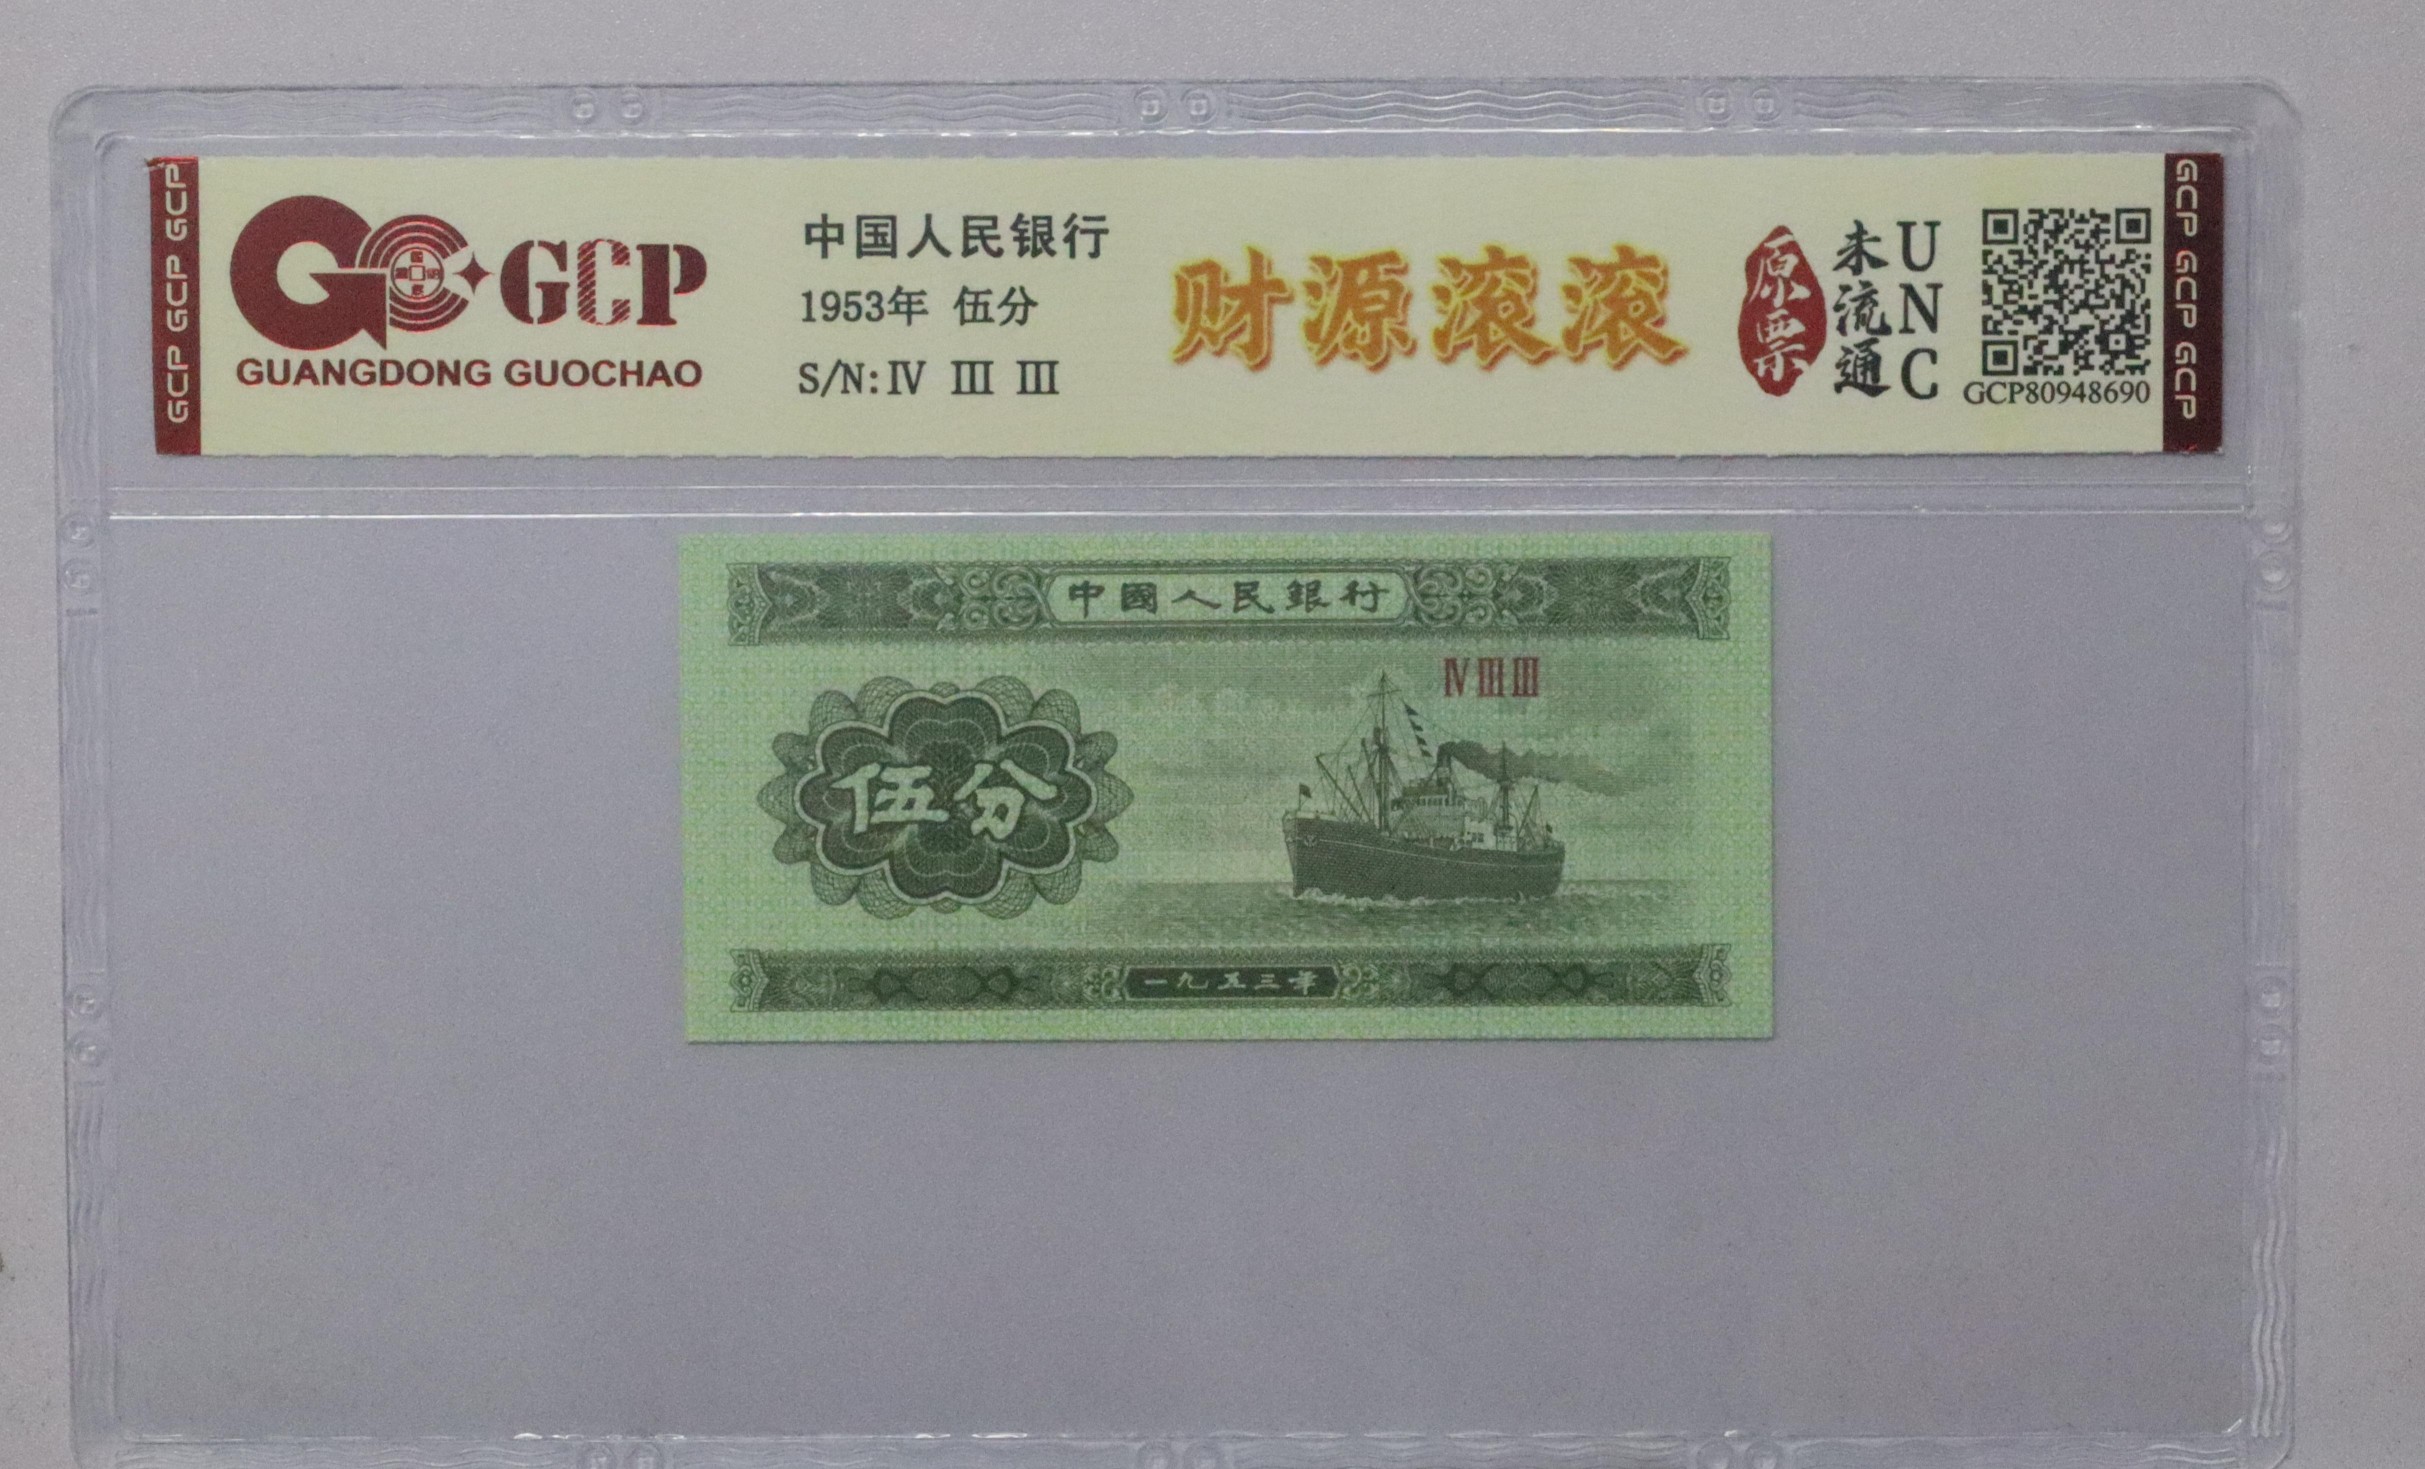 GCP GCP GCP
GCP
GUANGDONG GUOCHAO
中国人民银行
1953年 伍分
S/N: IV III III
财源滚滚
原票
未流通
UNC
GCP80948690
GCP GCP GCP
中國人民銀行
IV III III
伍分
一九五三年